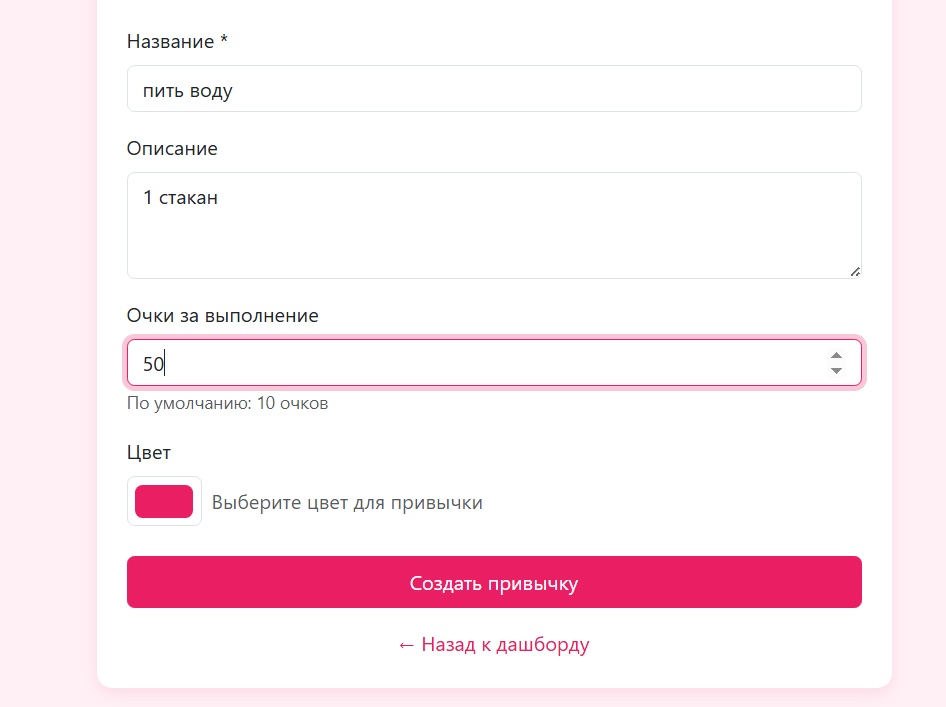 Название *
пить воду
Описание
1 стакан
Очки за выполнение
50
По умолчанию: 10 очков
Цвет
Выберите цвет для привычки
Создать привычку
← Назад к дашборду